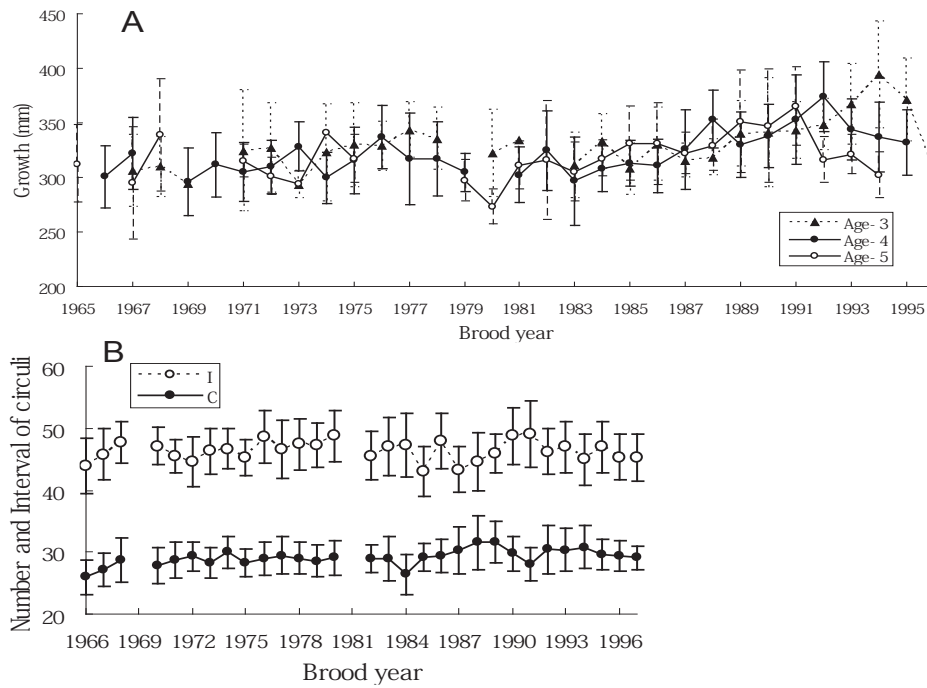 A
Growth (mm)
450
400
350
300
250
200
Age- 3
Age- 4
Age- 5
1965 1967 1969 1971 1973 1975 1977 1979 1981 1983 1985 1987 1989 1991 1993 1995
Brood year
B
Number and Interval of circuli
60
50
40
30
20
I
C
1966 1969 1972 1975 1978 1981 1984 1987 1990 1993 1996
Brood year